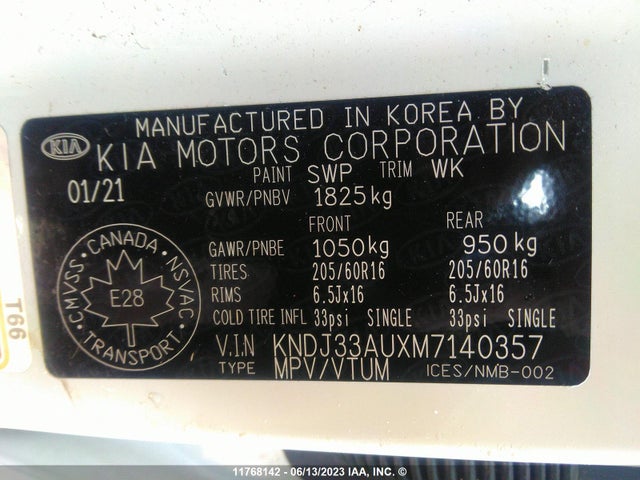 MANUFACTURED IN KOREA BY
KIA KIA MOTORS CORPORATION
01/21 PAINT SWP TRIM WK
GVWR/PNBV 1825kg
FRONT REAR
GAWR/PNBE 1050kg 950kg
TIRES 205/60R16 205/60R16
RIMS 6.5Jx16 6.5Jx16
COLD TIRE INFL 33psi SINGLE 33psi SINGLE
V.I.N KNDJ33AUXM7140357
TYPE MPV/VTUM ICES/NMB-002
CANADA
CMVSS NSVAC
E28
TRANSPORT
T66
11768142 - 06/13/2023 IAA, INC. ©